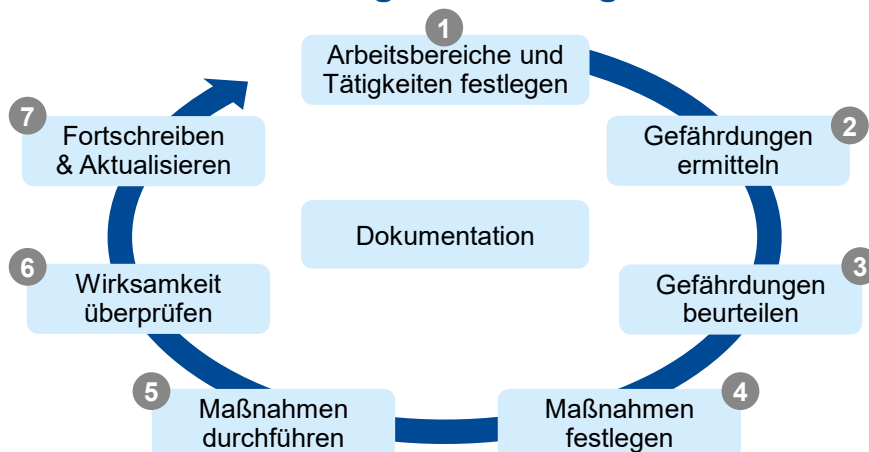 1
Arbeitsbereiche und
Tätigkeiten festlegen
2
Gefährdungen
ermitteln
3
Gefährdungen
beurteilen
4
Maßnahmen
festlegen
5
Maßnahmen
durchführen
6
Wirksamkeit
überprüfen
7
Fortschreiben
& Aktualisieren
Dokumentation